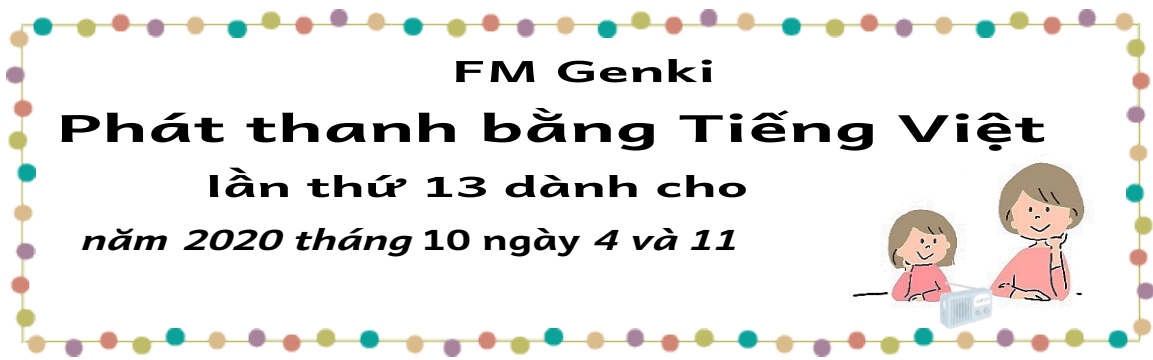 FM Genki
Phát thanh bằng Tiếng Việt
lần thứ 13 dành cho
năm 2020 tháng 10 ngày 4 và 11